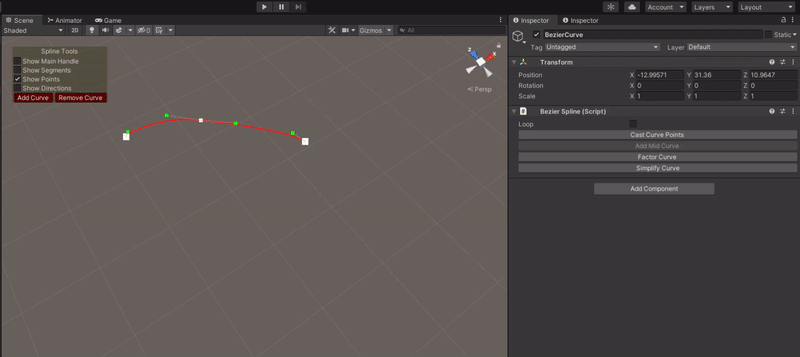 Account Layers Layout
Scene Animator Game
Shaded 2D Gizmos All
Spline Tools
Show Main Handle
Show Segments
Show Points
Show Directions
Add Curve Remove Curve
y
z x
Persp
Inspector Inspector
BezierCurve Static
Tag Untagged Layer Default
Transform
Position X -12.99571 Y 31.36 Z 10.9647
Rotation X 0 Y 0 Z 0
Scale X 1 Y 1 Z 1
Bezier Spline (Script)
Loop
Cast Curve Points
Add Mid Curve
Factor Curve
Simplify Curve
Add Component